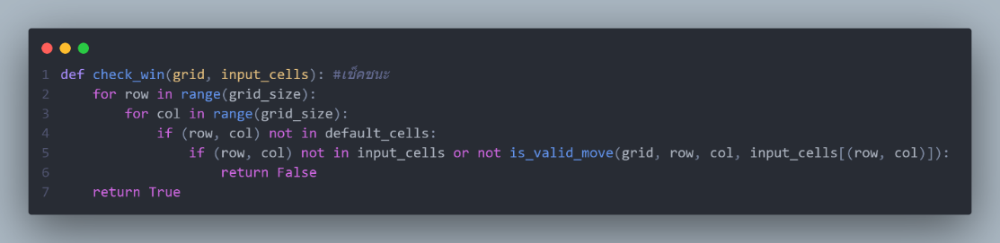 1 def check_win(grid, input_cells): #เช็คชนะ
2     for row in range(grid_size):
3         for col in range(grid_size):
4             if (row, col) not in default_cells:
5                 if (row, col) not in input_cells or not is_valid_move(grid, row, col, input_cells[(row, col)]):
6                     return False
7     return True